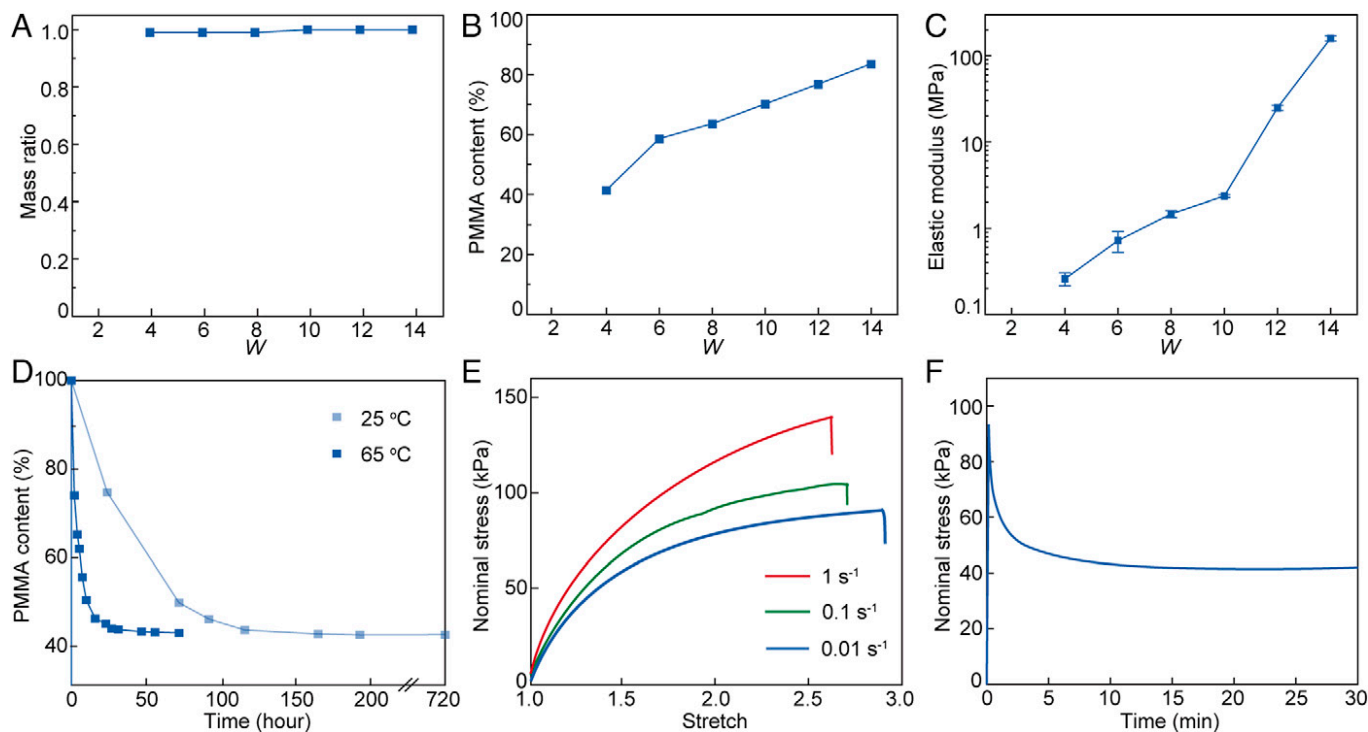 A
Mass ratio
1.0
0.8
0.6
0.4
0.2
0
2 4 6 8 10 12 14
W
B
PMMA content (%)
100
80
60
40
20
0
2 4 6 8 10 12 14
W
C
Elastic modulus (MPa)
100
10
1
0.1
2 4 6 8 10 12 14
W
D
PMMA content (%)
100
80
60
40
25 °C
65 °C
0 50 100 150 200 720
Time (hour)
E
Nominal stress (kPa)
150
100
50
0
1 s-1
0.1 s-1
0.01 s-1
1.0 1.5 2.0 2.5 3.0
Stretch
F
Nominal stress (kPa)
100
80
60
40
20
0
0 5 10 15 20 25 30
Time (min)